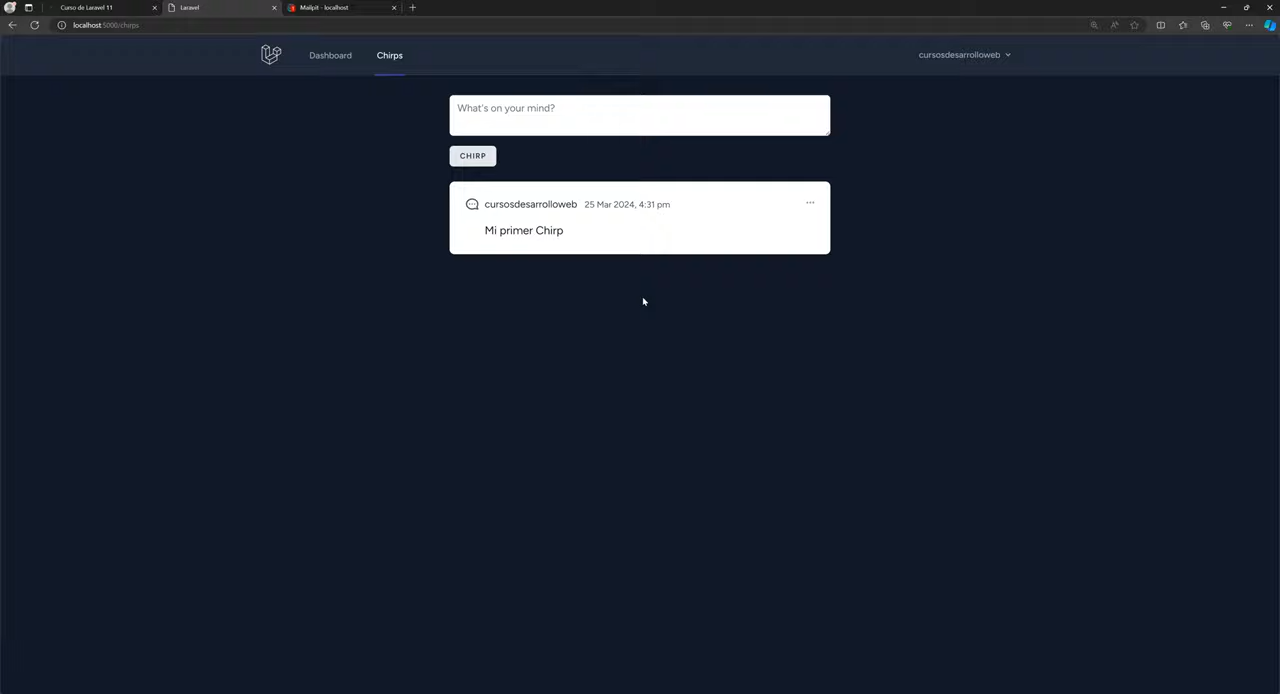 Curso de Laravel 11
Laravel
Mailpit - localhost
localhost:5000/chirps
Dashboard
Chirps
cursosdesarrolloweb
What's on your mind?
CHIRP
cursosdesarrolloweb 25 Mar 2024, 4:31 pm
Mi primer Chirp